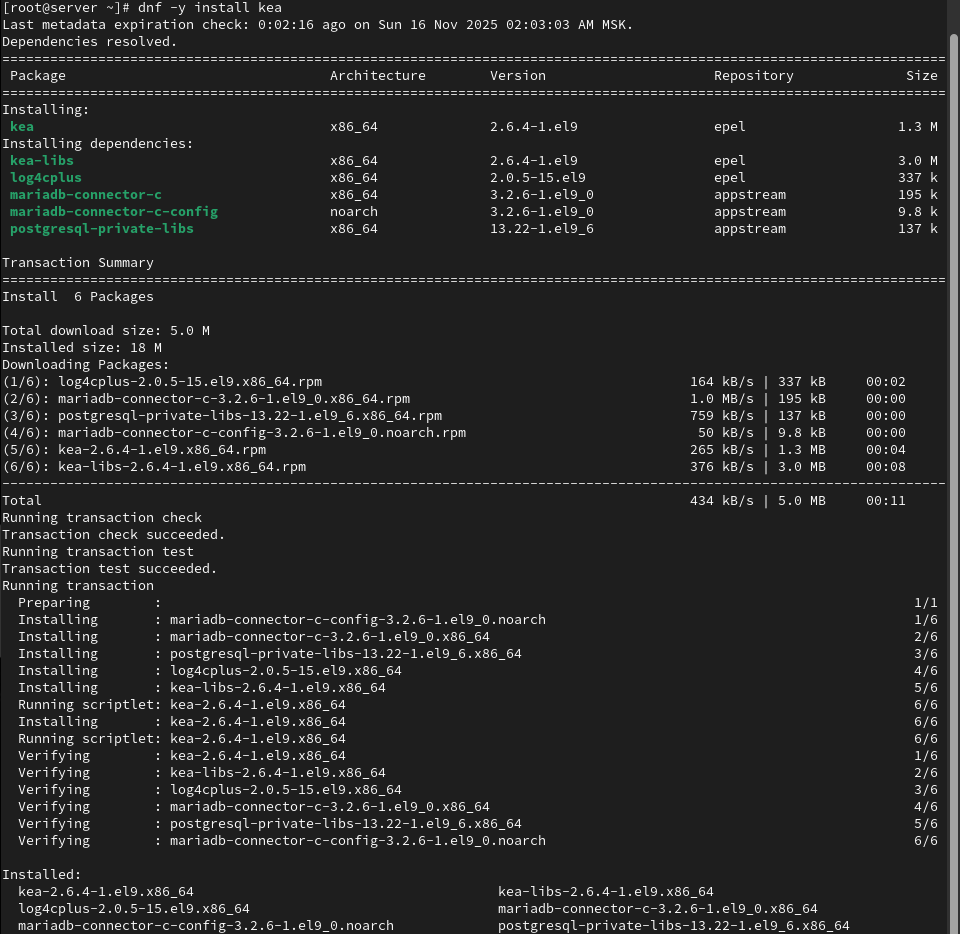 [root@server ~]# dnf -y install kea
Last metadata expiration check: 0:02:16 ago on Sun 16 Nov 2025 02:03:03 AM MSK.
Dependencies resolved.
================================================================================
 Package Architecture Version Repository Size
================================================================================
Installing:
 kea x86_64 2.6.4-1.el9 epel 1.3 M
Installing dependencies:
 kea-libs x86_64 2.6.4-1.el9 epel 3.0 M
 log4cplus x86_64 2.0.5-15.el9 epel 337 k
 mariadb-connector-c x86_64 3.2.6-1.el9_0 appstream 195 k
 mariadb-connector-c-config noarch 3.2.6-1.el9_0 appstream 9.8 k
 postgresql-private-libs x86_64 13.22-1.el9_6 appstream 137 k

Transaction Summary
================================================================================
Install  6 Packages

Total download size: 5.0 M
Installed size: 18 M
Downloading Packages:
(1/6): log4cplus-2.0.5-15.el9.x86_64.rpm 164 kB/s | 337 kB 00:02
(2/6): mariadb-connector-c-3.2.6-1.el9_0.x86_64.rpm 1.0 MB/s | 195 kB 00:00
(3/6): postgresql-private-libs-13.22-1.el9_6.x86_64.rpm 759 kB/s | 137 kB 00:00
(4/6): mariadb-connector-c-config-3.2.6-1.el9_0.noarch.rpm 50 kB/s | 9.8 kB 00:00
(5/6): kea-2.6.4-1.el9.x86_64.rpm 265 kB/s | 1.3 MB 00:04
(6/6): kea-libs-2.6.4-1.el9.x86_64.rpm 376 kB/s | 3.0 MB 00:08
--------------------------------------------------------------------------------
Total 434 kB/s | 5.0 MB 00:11
Running transaction check
Transaction check succeeded.
Running transaction test
Transaction test succeeded.
Running transaction
  Preparing : 1/1
  Installing : mariadb-connector-c-config-3.2.6-1.el9_0.noarch 1/6
  Installing : mariadb-connector-c-3.2.6-1.el9_0.x86_64 2/6
  Installing : postgresql-private-libs-13.22-1.el9_6.x86_64 3/6
  Installing : log4cplus-2.0.5-15.el9.x86_64 4/6
  Installing : kea-libs-2.6.4-1.el9.x86_64 5/6
  Running scriptlet: kea-2.6.4-1.el9.x86_64 6/6
  Installing : kea-2.6.4-1.el9.x86_64 6/6
  Running scriptlet: kea-2.6.4-1.el9.x86_64 6/6
  Verifying : kea-2.6.4-1.el9.x86_64 1/6
  Verifying : kea-libs-2.6.4-1.el9.x86_64 2/6
  Verifying : log4cplus-2.0.5-15.el9.x86_64 3/6
  Verifying : mariadb-connector-c-3.2.6-1.el9_0.x86_64 4/6
  Verifying : postgresql-private-libs-13.22-1.el9_6.x86_64 5/6
  Verifying : mariadb-connector-c-config-3.2.6-1.el9_0.noarch 6/6

Installed:
  kea-2.6.4-1.el9.x86_64 kea-libs-2.6.4-1.el9.x86_64
  log4cplus-2.0.5-15.el9.x86_64 mariadb-connector-c-3.2.6-1.el9_0.x86_64
  mariadb-connector-c-config-3.2.6-1.el9_0.noarch postgresql-private-libs-13.22-1.el9_6.x86_64